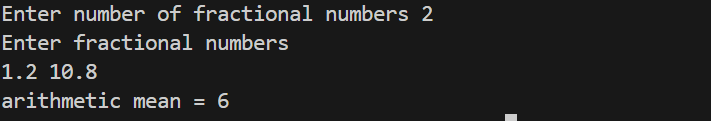 Enter number of fractional numbers 2
Enter fractional numbers
1.2 10.8
arithmetic mean = 6